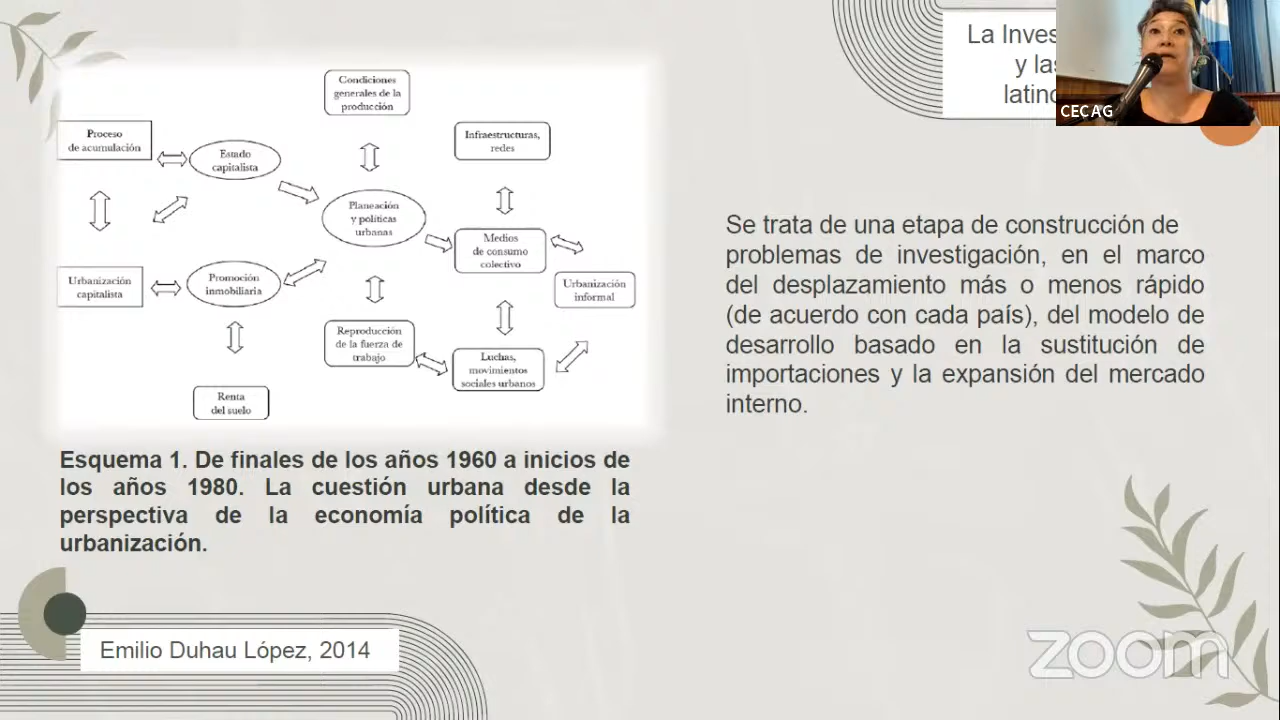 La Inves
y las
latino
CECAG
Condiciones
generales de la
producción
Proceso
de acumulación
Estado
capitalista
Infraestructuras,
redes
Planeación
y políticas
urbanas
Medios
de consumo
colectivo
Urbanización
capitalista
Promoción
inmobiliaria
Urbanización
informal
Reproducción
de la fuerza de
trabajo
Luchas,
movimientos
sociales urbanos
Renta
del suelo
Esquema 1. De finales de los años 1960 a inicios de
los años 1980. La cuestión urbana desde la
perspectiva de la economía política de la
urbanización.
Emilio Duhau López, 2014
Se trata de una etapa de construcción de
problemas de investigación, en el marco
del desplazamiento más o menos rápido
(de acuerdo con cada país), del modelo de
desarrollo basado en la sustitución de
importaciones y la expansión del mercado
interno.
zoom